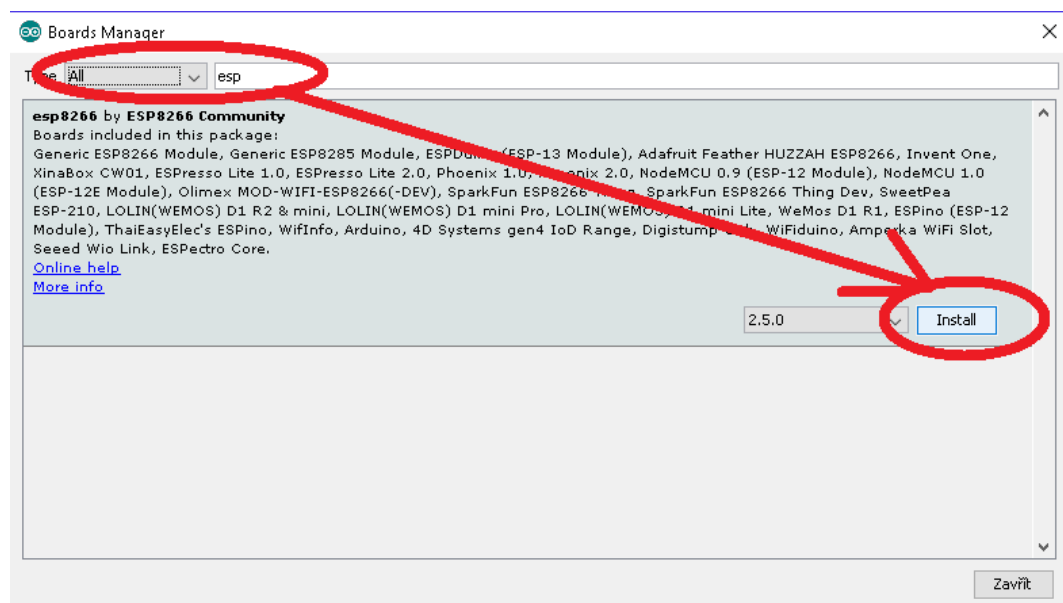 Boards Manager
All esp
esp8266 by ESP8266 Community
Boards included in this package:
Generic ESP8266 Module, Generic ESP8285 Module, (ESP-13 Module), Adafruit Feather HUZZAH ESP8266, Invent One,
XinaBox CW01, ESPresso Lite 1.0, ESPresso Lite 2.0, Phoenix 1.0, 2.0, NodeMCU 0.9 (ESP-12 Module), NodeMCU 1.0
(ESP-12E Module), Olimex MOD-WIFI-ESP8266(-DEV), SparkFun ESP8266 SparkFun ESP8266 Thing Dev, SweetPea
ESP-210, LOLIN(WEMOS) D1 R2 & mini, LOLIN(WEMOS) D1 mini Pro, LOLIN(WEMOS) D1 mini Lite, WeMos D1 R1, ESPino (ESP-12
Module), ThaiEasyElec's ESPino, WifInfo, Arduino, 4D Systems gen4 IoD Range, Digistump WiFiduino, Amperka WiFi Slot,
Seeed Wio Link, ESPectro Core.
Online help
More info
2.5.0 Install
Zavřít